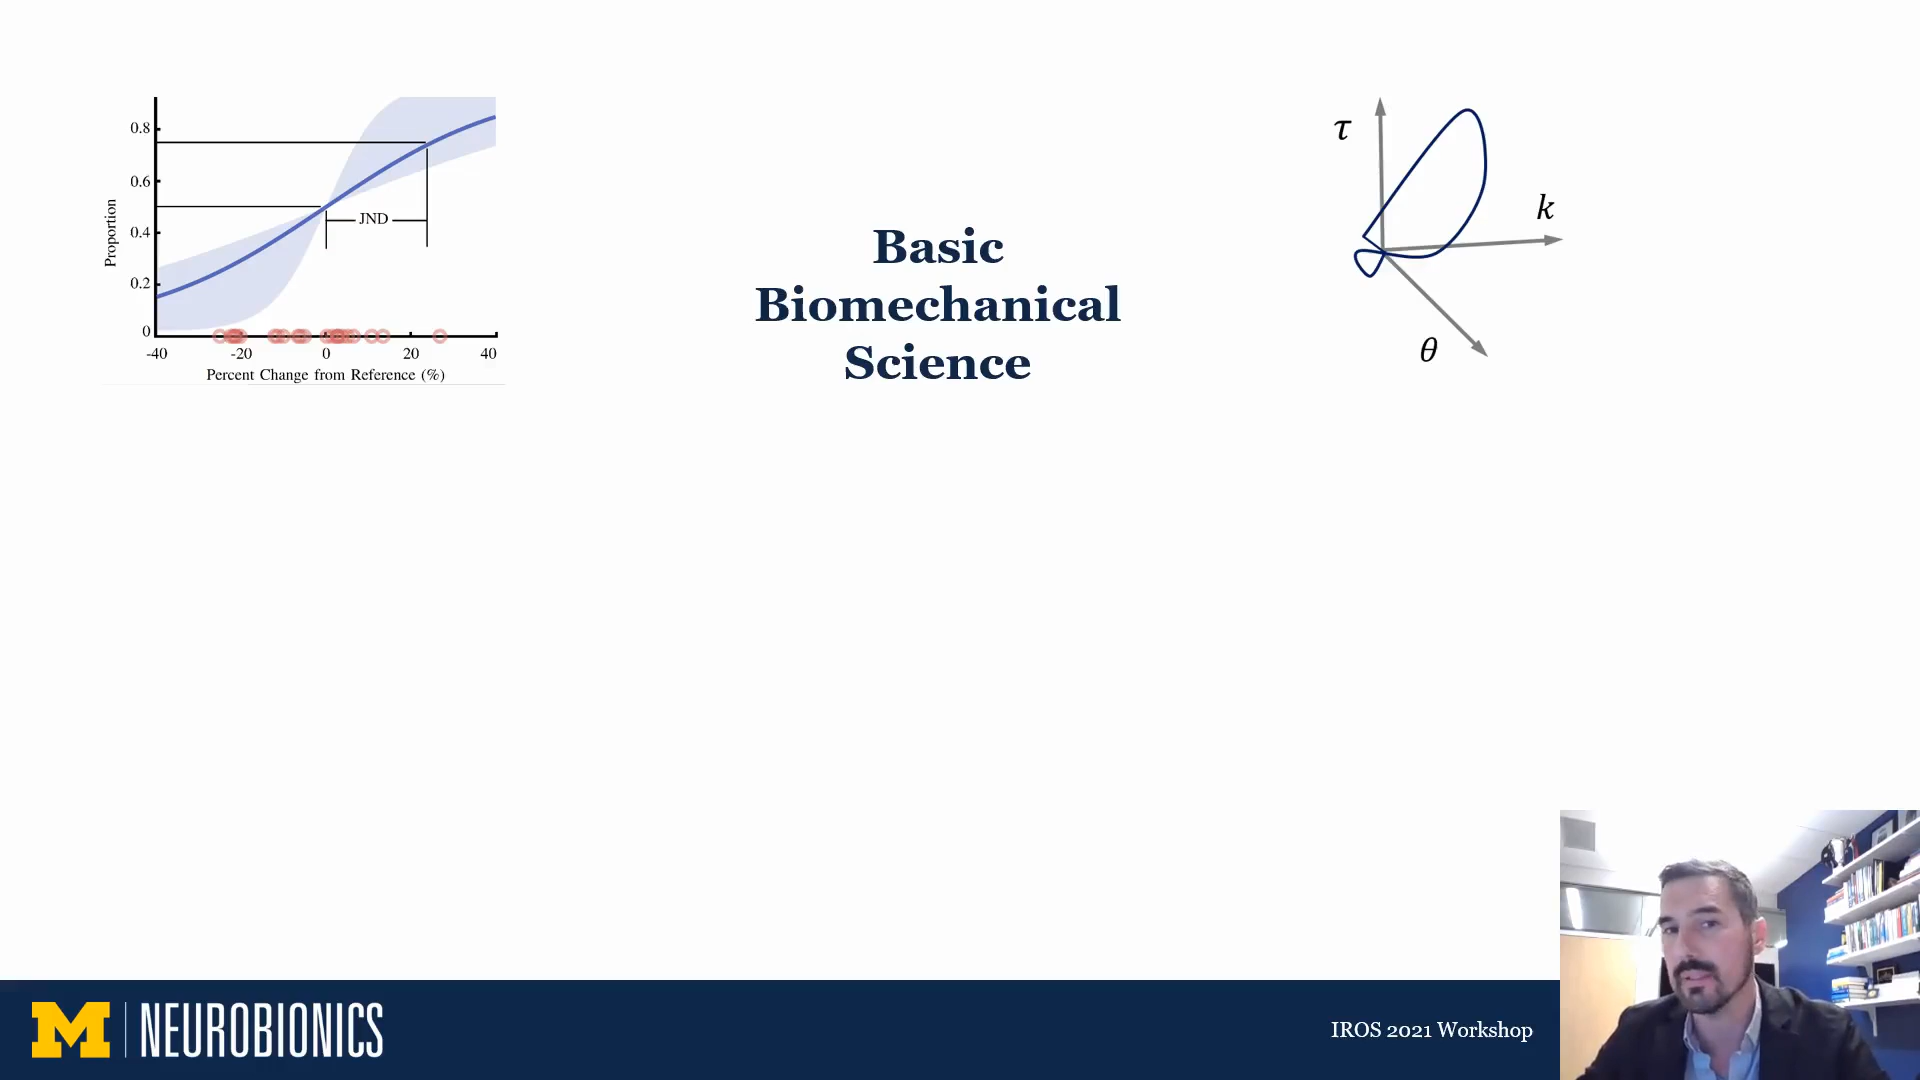 0.8
0.6
0.4
0.2
0
Proportion
JND
-40 -20 0 20 40
Percent Change from Reference (%)
Basic
Biomechanical
Science
τ
k
θ
M NEUROBIONICS
IROS 2021 Workshop